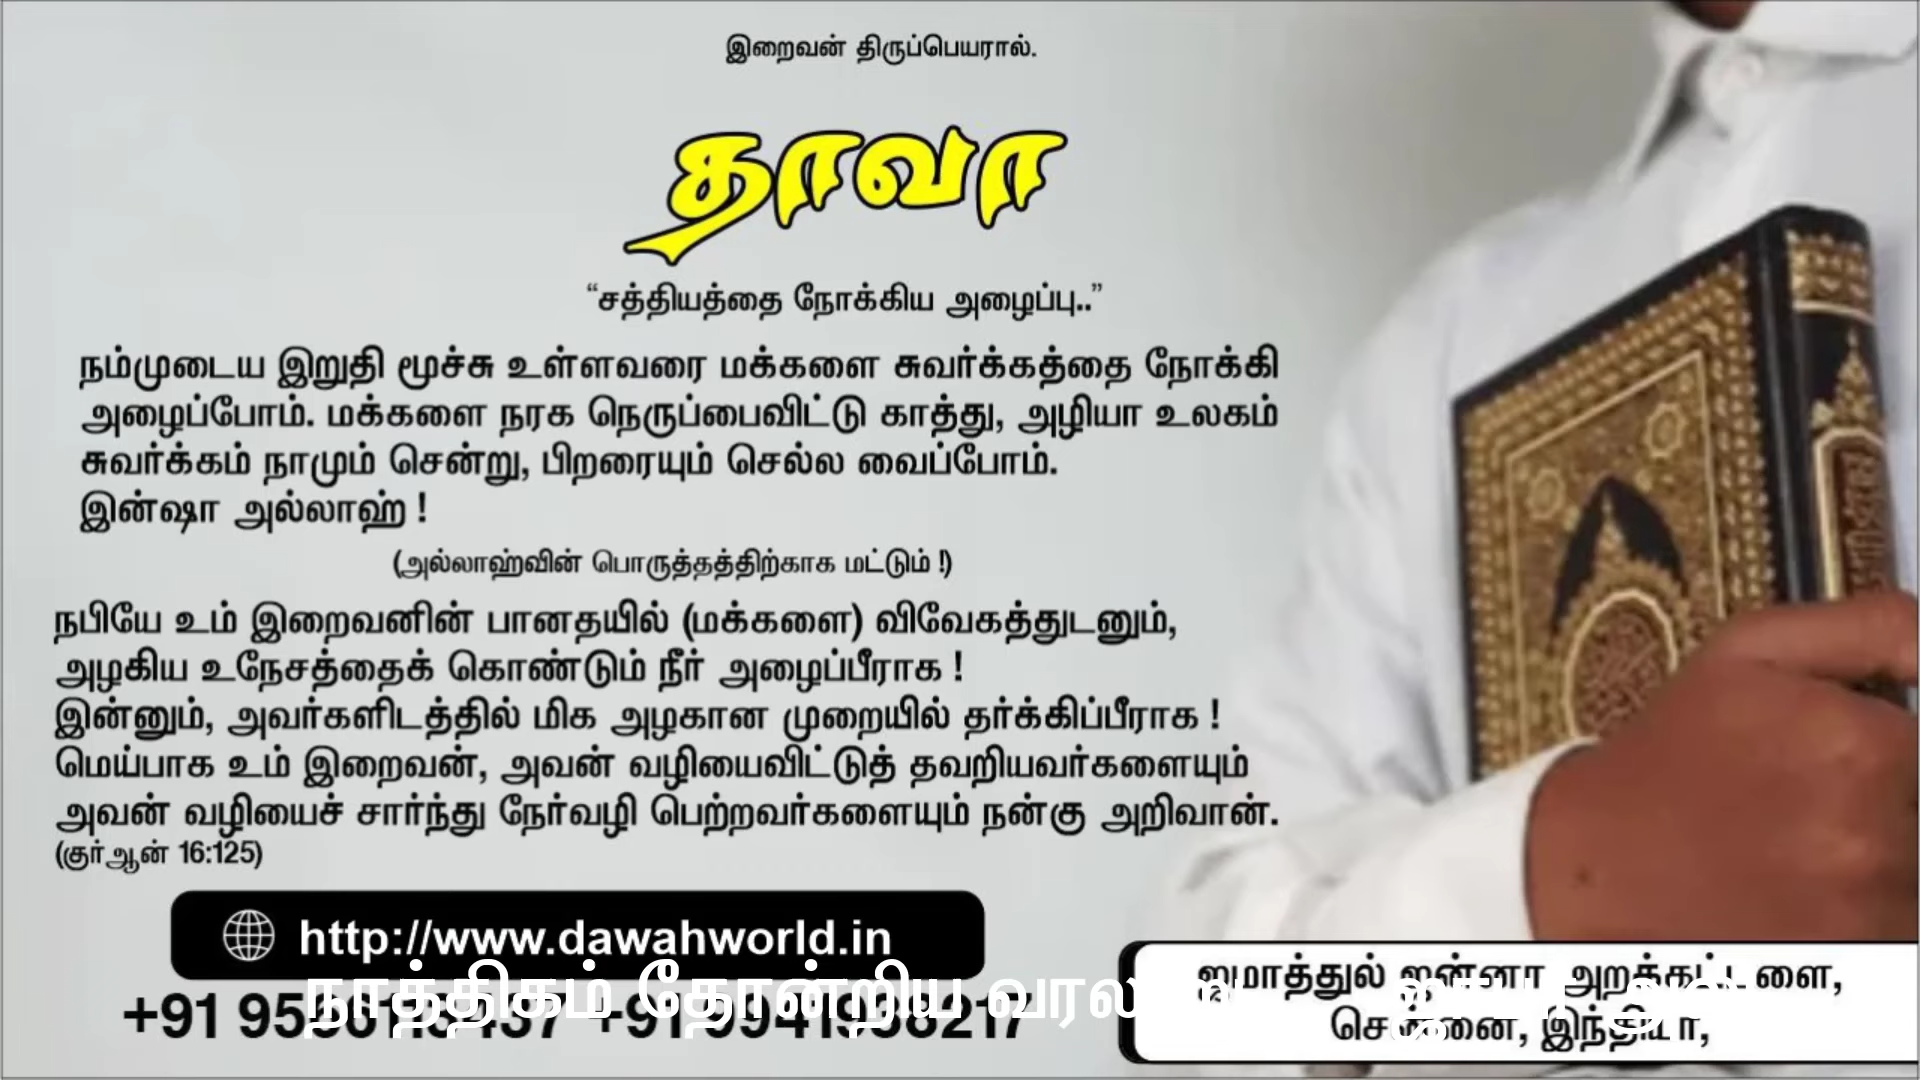 இறைவன் திருப்பெயரால்.
தாவா
“சத்தியத்தை நோக்கிய அழைப்பு..”
நம்முடைய இறுதி மூச்சு உள்ளவரை மக்களை சுவர்க்கத்தை நோக்கி
அழைப்போம். மக்களை நரக நெருப்பைவிட்டு காத்து, அழியா உலகம்
சுவர்க்கம் நாமும் சென்று, பிறரையும் செல்ல வைப்போம்.
இன்ஷா அல்லாஹ் !
(அல்லாஹ்வின் பொருத்தத்திற்காக மட்டும் !)
நபியே உம் இறைவனின் பானதயில் (மக்களை) விவேகத்துடனும்,
அழகிய உநேசத்தைக் கொண்டும் நீர் அழைப்பீராக !
இன்னும், அவர்களிடத்தில் மிக அழகான முறையில் தர்க்கிப்பீராக !
மெய்பாக உம் இறைவன், அவன் வழியைவிட்டுத் தவறியவர்களையும்
அவன் வழியைச் சார்ந்து நேர்வழி பெற்றவர்களையும் நன்கு அறிவான்.
(குர்ஆன் 16:125)
http://www.dawahworld.in
நாத்திகம் தோன்றிய
+91 +91 9941938217
ஜமாத்துல் ஜன்னா அறக்கட்டளை,
சென்னை, இந்தியா,